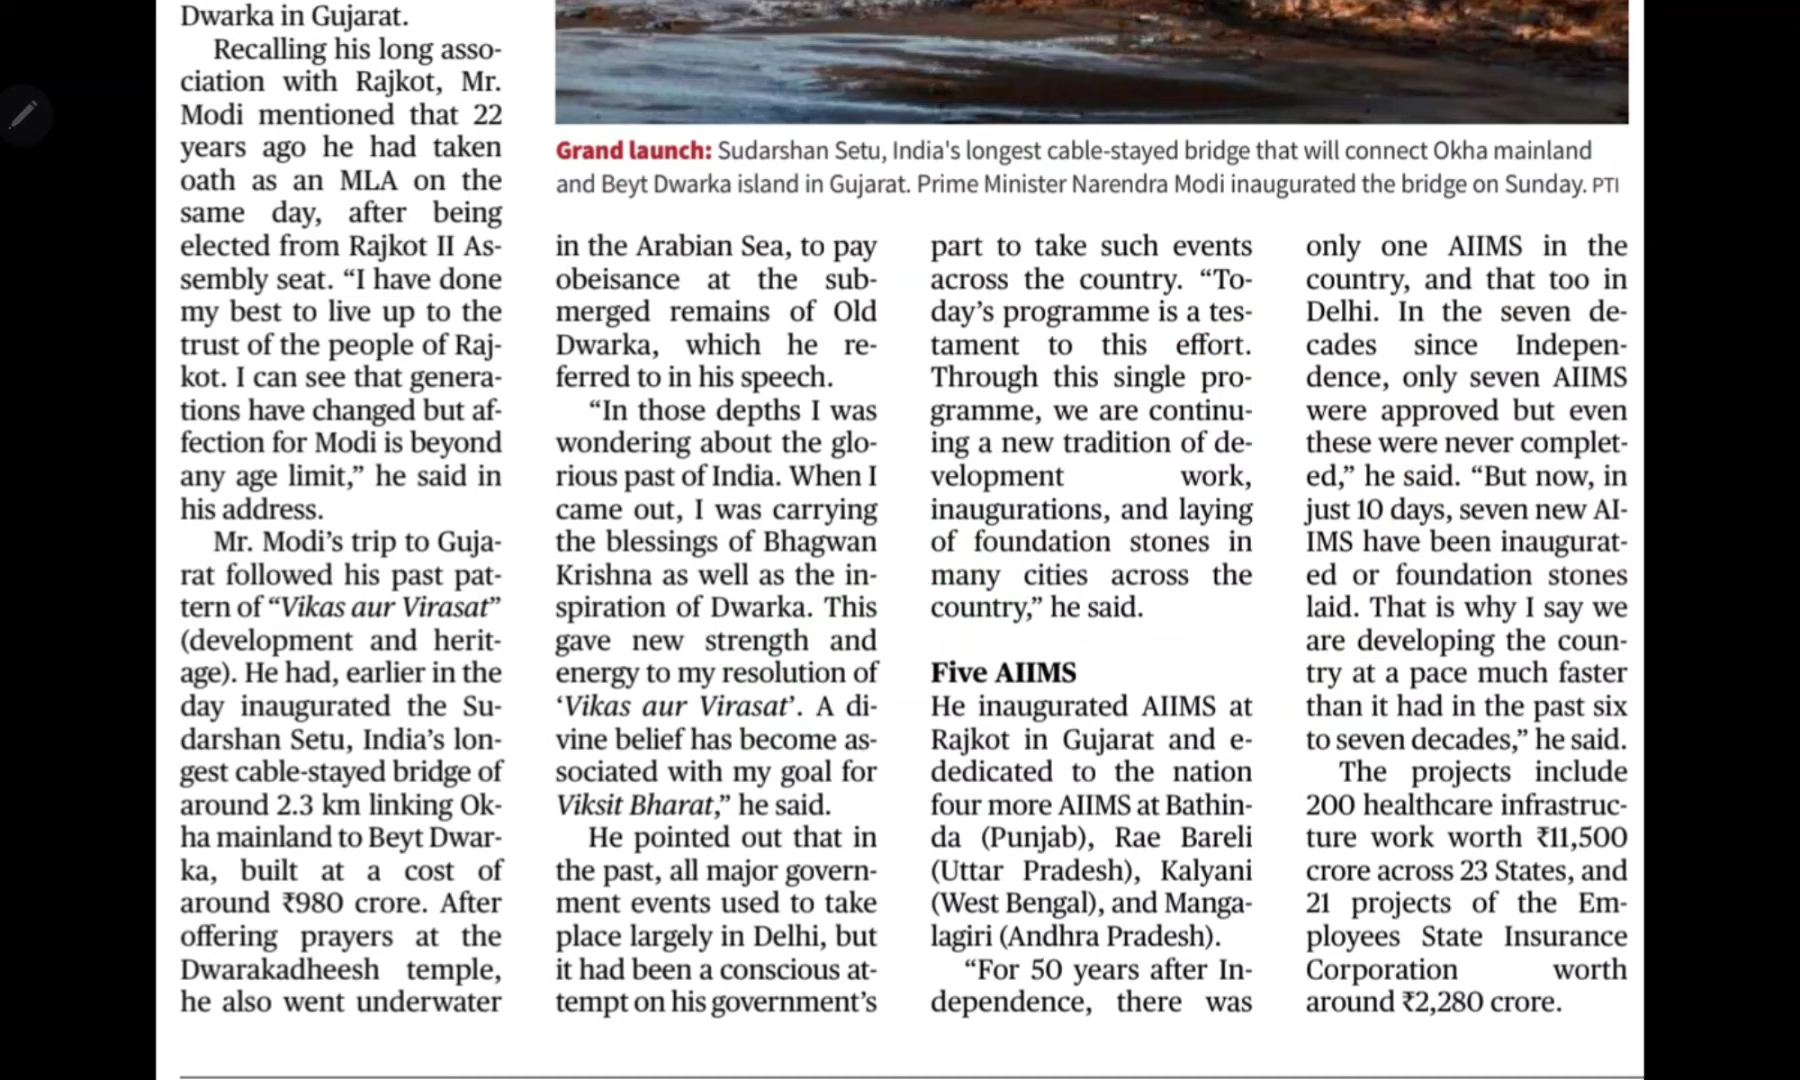 Dwarka in Gujarat.
Recalling his long asso-
ciation with Rajkot, Mr.
Modi mentioned that 22
years ago he had taken
oath as an MLA on the
same day, after being
elected from Rajkot II As-
sembly seat. “I have done
my best to live up to the
trust of the people of Raj-
kot. I can see that genera-
tions have changed but af-
fection for Modi is beyond
any age limit,” he said in
his address.
Mr. Modi’s trip to Guja-
rat followed his past pat-
tern of “Vikas aur Virasat”
(development and herit-
age). He had, earlier in the
day inaugurated the Su-
darshan Setu, India’s lon-
gest cable-stayed bridge of
around 2.3 km linking Ok-
ha mainland to Beyt Dwar-
ka, built at a cost of
around ₹980 crore. After
offering prayers at the
Dwarakadheesh temple,
he also went underwater
Grand launch: Sudarshan Setu, India's longest cable-stayed bridge that will connect Okha mainland
and Beyt Dwarka island in Gujarat. Prime Minister Narendra Modi inaugurated the bridge on Sunday. PTI
in the Arabian Sea, to pay
obeisance at the sub-
merged remains of Old
Dwarka, which he re-
ferred to in his speech.
“In those depths I was
wondering about the glo-
rious past of India. When I
came out, I was carrying
the blessings of Bhagwan
Krishna as well as the in-
spiration of Dwarka. This
gave new strength and
energy to my resolution of
‘Vikas aur Virasat’. A di-
vine belief has become as-
sociated with my goal for
Viksit Bharat,” he said.
He pointed out that in
the past, all major govern-
ment events used to take
place largely in Delhi, but
it had been a conscious at-
tempt on his government’s
part to take such events
across the country. “To-
day’s programme is a tes-
tament to this effort.
Through this single pro-
gramme, we are continu-
ing a new tradition of de-
velopment work,
inaugurations, and laying
of foundation stones in
many cities across the
country,” he said.
Five AIIMS
He inaugurated AIIMS at
Rajkot in Gujarat and e-
dedicated to the nation
four more AIIMS at Bathin-
da (Punjab), Rae Bareli
(Uttar Pradesh), Kalyani
(West Bengal), and Manga-
lagiri (Andhra Pradesh).
“For 50 years after In-
dependence, there was
only one AIIMS in the
country, and that too in
Delhi. In the seven de-
cades since Indepen-
dence, only seven AIIMS
were approved but even
these were never complet-
ed,” he said. “But now, in
just 10 days, seven new AI-
IMS have been inaugurat-
ed or foundation stones
laid. That is why I say we
are developing the coun-
try at a pace much faster
than it had in the past six
to seven decades,” he said.
The projects include
200 healthcare infrastruc-
ture work worth ₹11,500
crore across 23 States, and
21 projects of the Em-
ployees State Insurance
Corporation worth
around ₹2,280 crore.